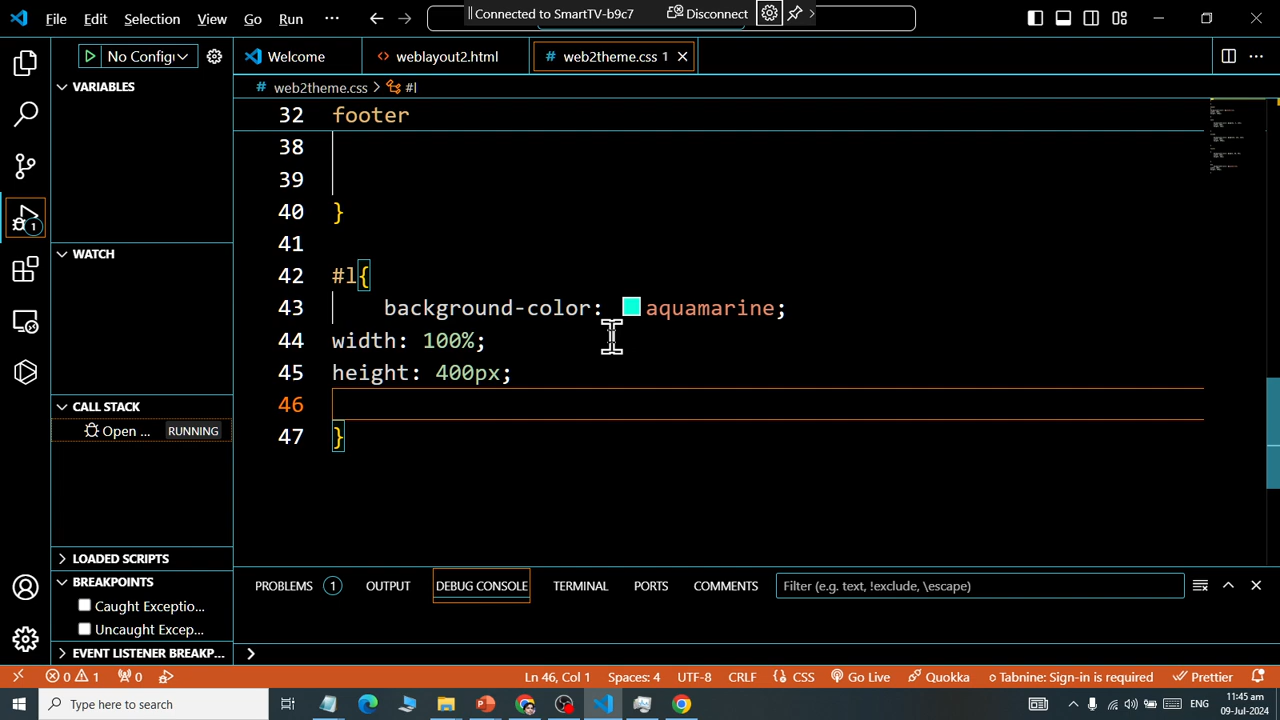 File Edit Selection View Go Run ···
Connected to SmartTV-b9c7 Disconnect
No Configu
Welcome
weblayout2.html
# web2theme.css 1
VARIABLES
# web2theme.css > #l
32 footer
38
39
40 }
41
42 #l{
43 background-color: aquamarine;
44 width: 100%;
45 height: 400px;
46
47 }
WATCH
CALL STACK
Open ... RUNNING
LOADED SCRIPTS
BREAKPOINTS
Caught Exceptio...
Uncaught Excep...
EVENT LISTENER BREAKP...
1
PROBLEMS 1 OUTPUT DEBUG CONSOLE TERMINAL PORTS COMMENTS Filter (e.g. text, !exclude, \escape)
0 1 0 Ln 46, Col 1 Spaces: 4 UTF-8 CRLF { } CSS Go Live Quokka Tabnine: Sign-in is required Prettier
Type here to search
ENG
11:45 am
09-Jul-2024